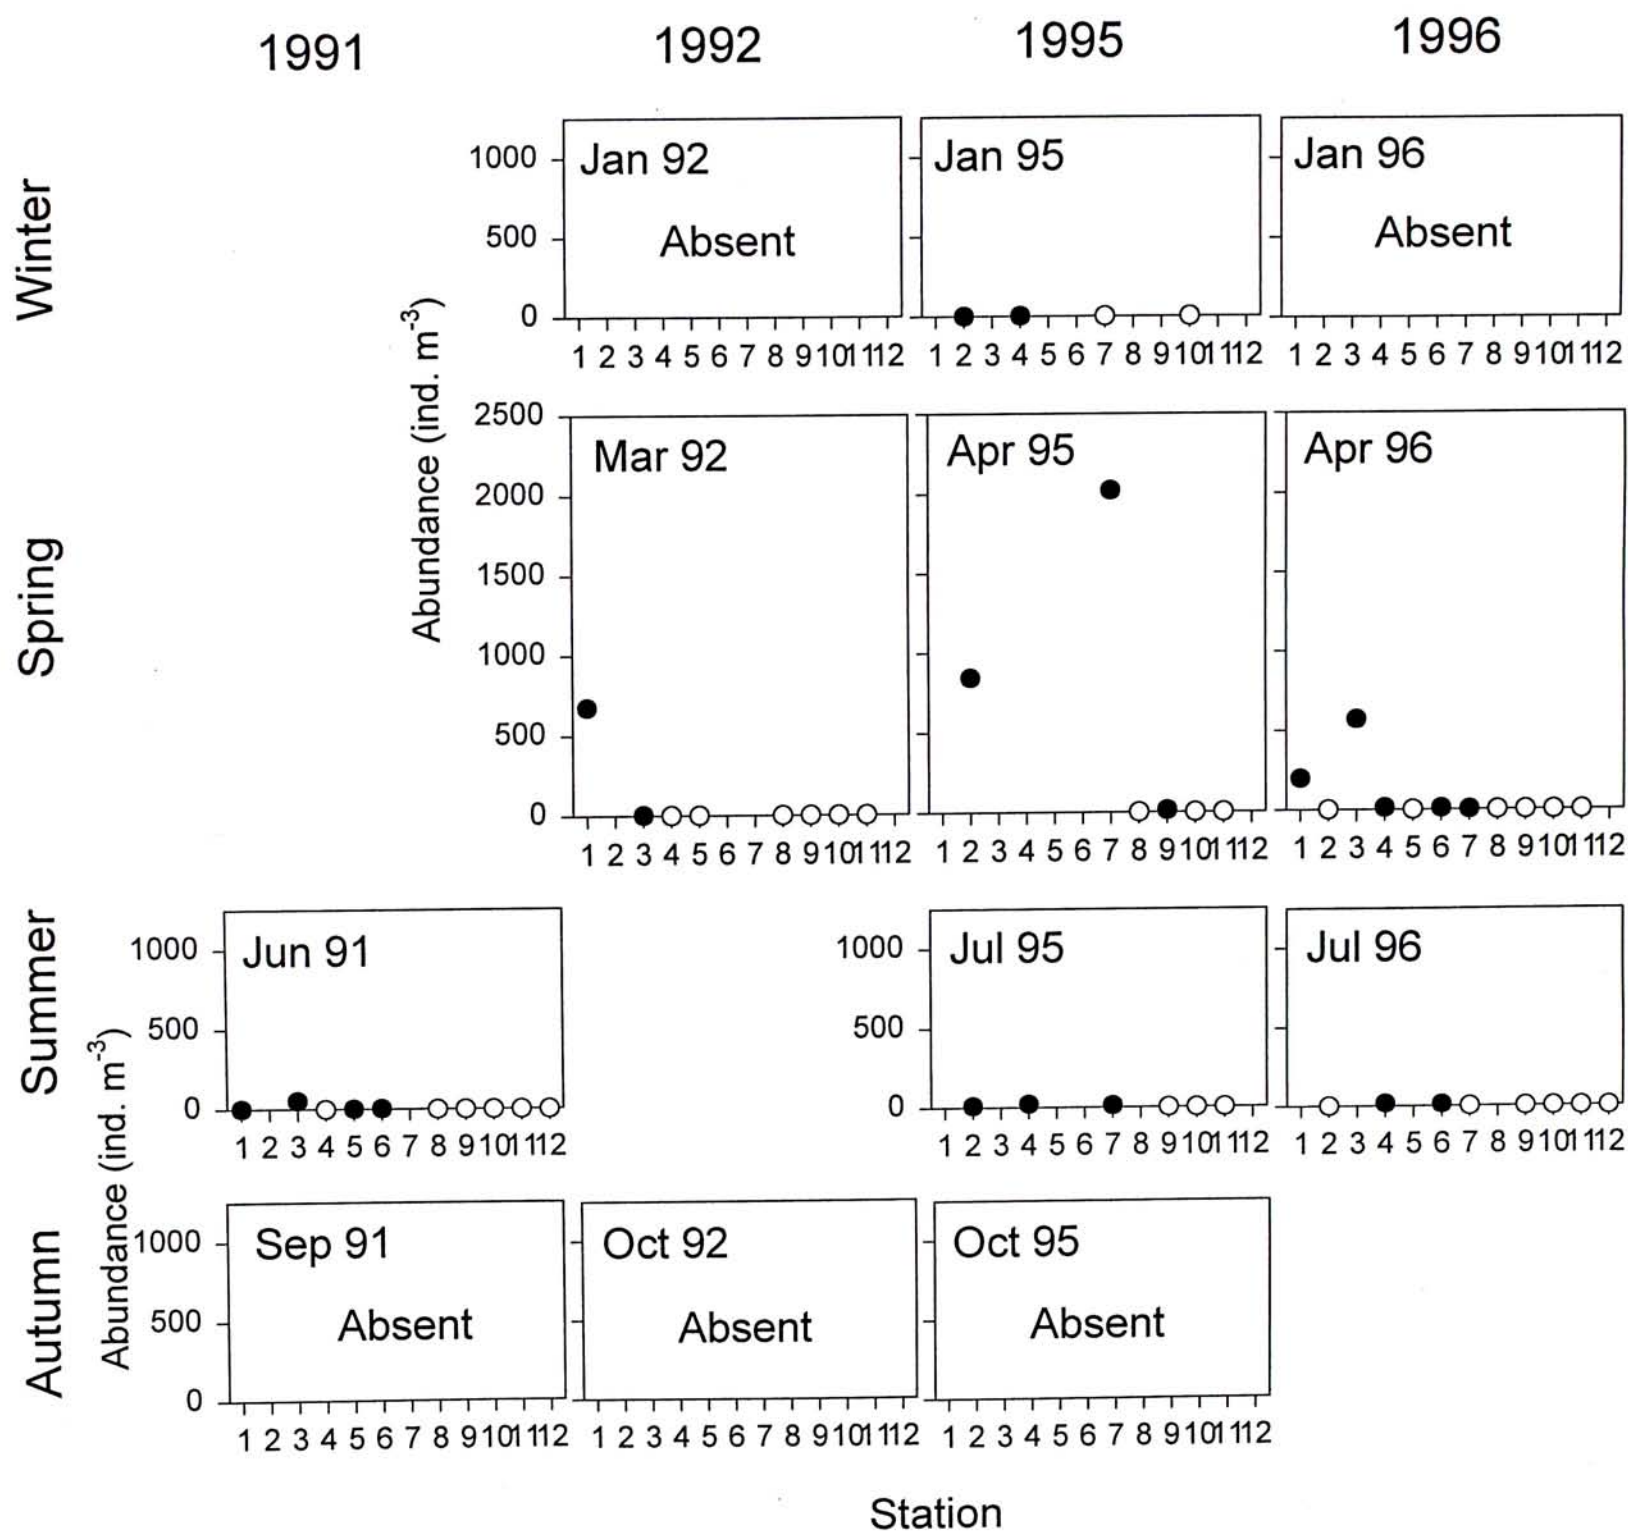 1991 1992 1995 1996
Winter
Abundance (ind. m-3)
Jan 92
Absent
1000
500
0
1 2 3 4 5 6 7 8 9 10 11 12
Jan 95
1 2 3 4 5 6 7 8 9 10 11 12
Jan 96
Absent
1 2 3 4 5 6 7 8 9 10 11 12
Spring
2500
2000
1500
1000
500
0
Mar 92
1 2 3 4 5 6 7 8 9 10 11 12
Apr 95
1 2 3 4 5 6 7 8 9 10 11 12
Apr 96
1 2 3 4 5 6 7 8 9 10 11 12
Summer
Abundance (ind. m-3)
1000
500
0
Jun 91
1 2 3 4 5 6 7 8 9 10 11 12
1000
500
0
Jul 95
1 2 3 4 5 6 7 8 9 10 11 12
Jul 96
1 2 3 4 5 6 7 8 9 10 11 12
Autumn
1000
500
0
Sep 91
Absent
1 2 3 4 5 6 7 8 9 10 11 12
Oct 92
Absent
1 2 3 4 5 6 7 8 9 10 11 12
Oct 95
Absent
1 2 3 4 5 6 7 8 9 10 11 12
Station